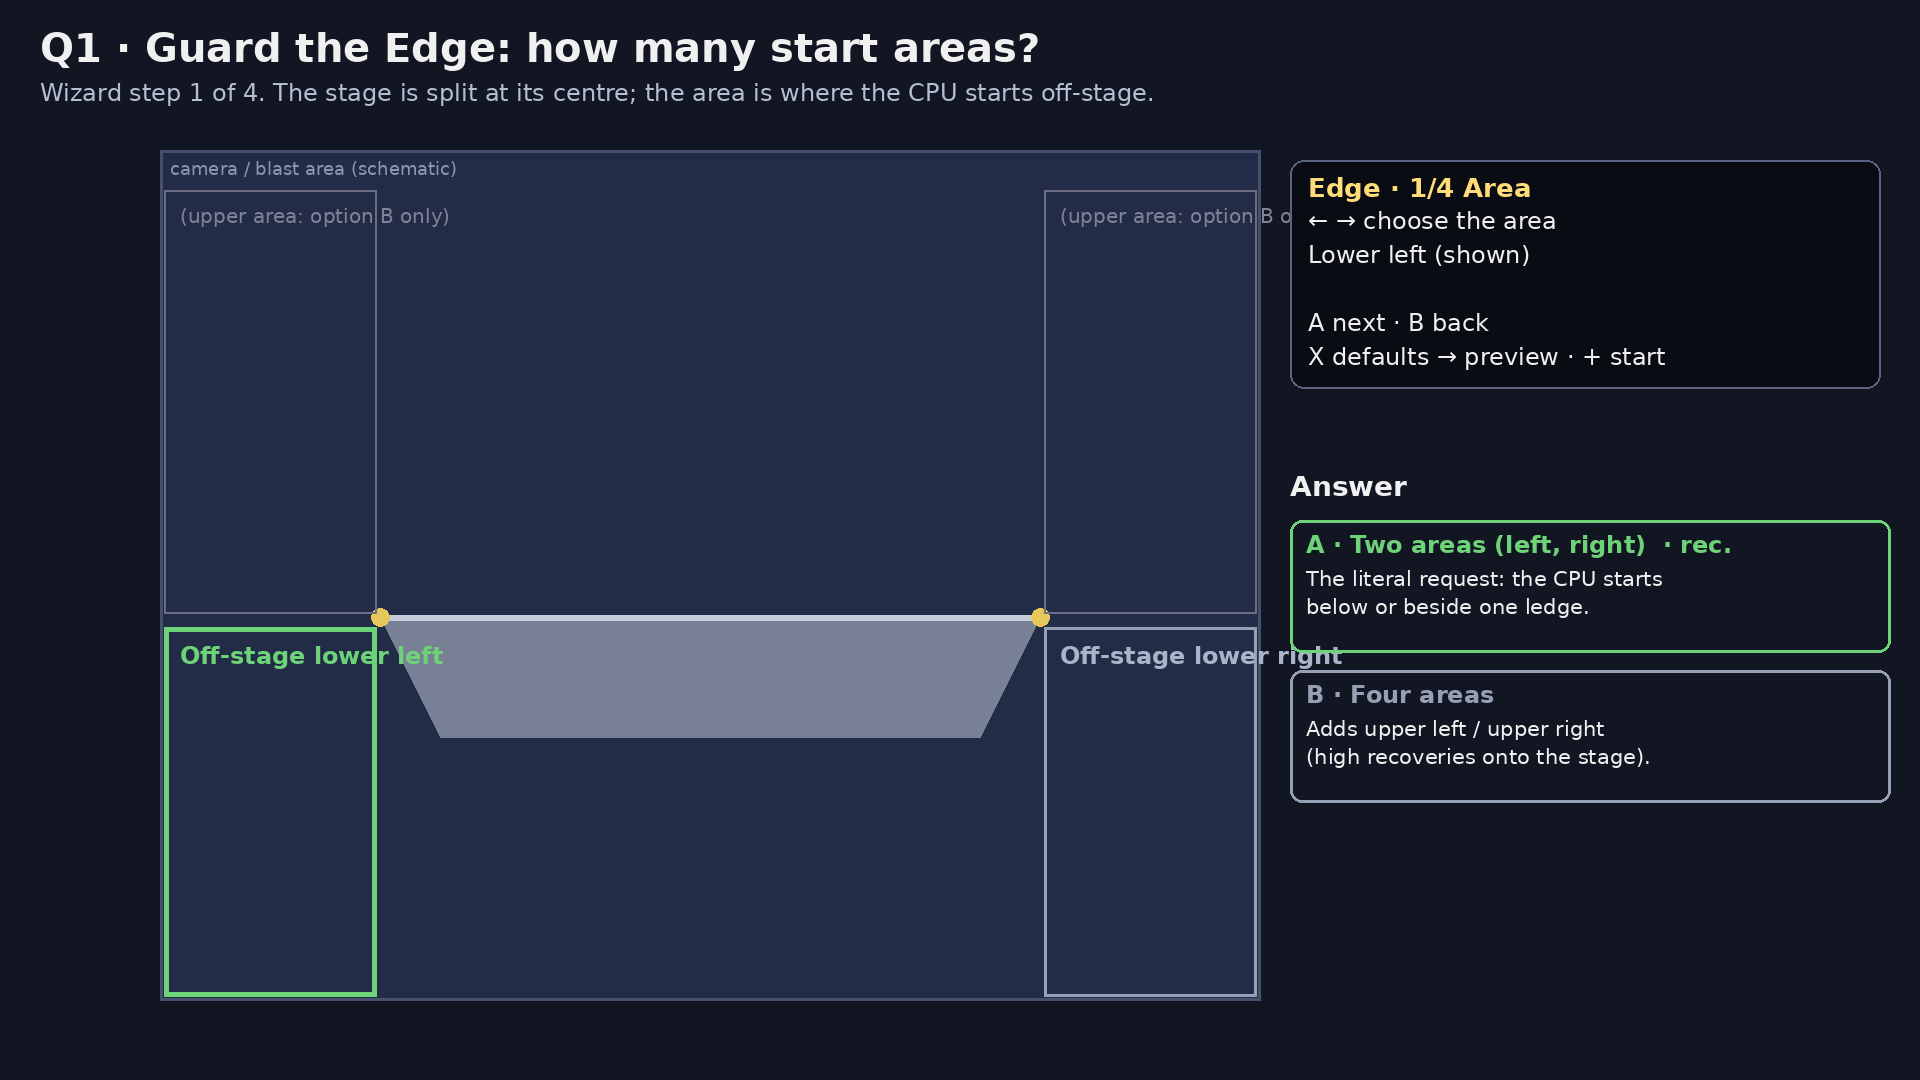 Q1 · Guard the Edge: how many start areas?
Wizard step 1 of 4. The stage is split at its centre; the area is where the CPU starts off-stage.
camera / blast area (schematic)
(upper area: option B only)
(upper area: option B o
Off-stage lower left
Off-stage lower right
Edge · 1/4 Area
← → choose the area
Lower left (shown)
A next · B back
X defaults → preview · + start
Answer
A · Two areas (left, right) · rec.
The literal request: the CPU starts
below or beside one ledge.
B · Four areas
Adds upper left / upper right
(high recoveries onto the stage).